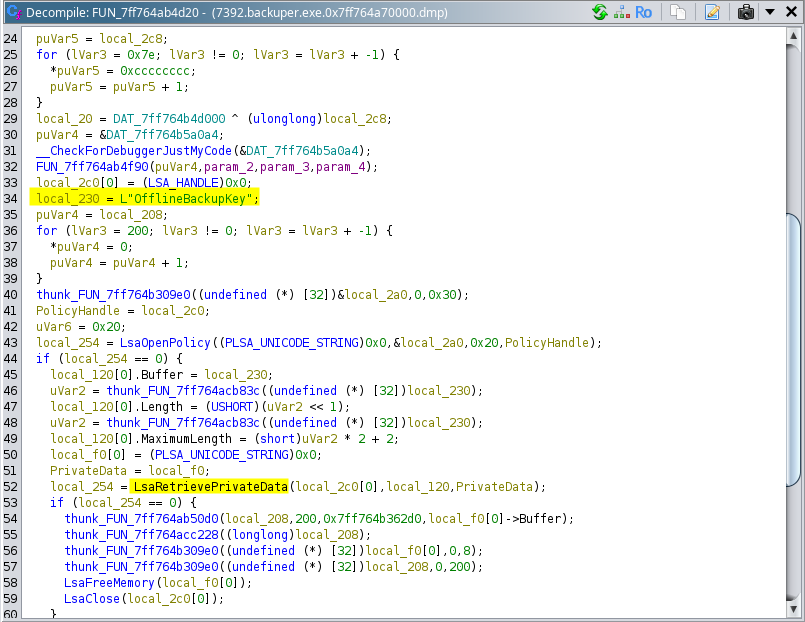 Decompile: FUN_7ff764ab4d20 - (7392.backuper.exe.0x7ff764a70000.dmp)
Ro
24 puVar5 = local_2c8;
25 for (lVar3 = 0x7e; lVar3 != 0; lVar3 = lVar3 + -1) {
26 *puVar5 = 0xcccccccc;
27 puVar5 = puVar5 + 1;
28 }
29 local_20 = DAT_7ff764b4d000 ^ (ulonglong)local_2c8;
30 puVar4 = &DAT_7ff764b5a0a4;
31 __CheckForDebuggerJustMyCode(&DAT_7ff764b5a0a4);
32 FUN_7ff764ab4f90(puVar4,param_2,param_3,param_4);
33 local_2c0[0] = (LSA_HANDLE)0x0;
34 local_230 = L"OfflineBackupKey";
35 puVar4 = local_208;
36 for (lVar3 = 200; lVar3 != 0; lVar3 = lVar3 + -1) {
37 *puVar4 = 0;
38 puVar4 = puVar4 + 1;
39 }
40 thunk_FUN_7ff764b309e0((undefined (*) [32])&local_2a0,0,0x30);
41 PolicyHandle = local_2c0;
42 uVar6 = 0x20;
43 local_254 = LsaOpenPolicy((PLSA_UNICODE_STRING)0x0,&local_2a0,0x20,PolicyHandle);
44 if (local_254 == 0) {
45 local_120[0].Buffer = local_230;
46 uVar2 = thunk_FUN_7ff764acb83c((undefined (*) [32])local_230);
47 local_120[0].Length = (USHORT)(uVar2 << 1);
48 uVar2 = thunk_FUN_7ff764acb83c((undefined (*) [32])local_230);
49 local_120[0].MaximumLength = (short)uVar2 * 2 + 2;
50 local_f0[0] = (PLSA_UNICODE_STRING)0x0;
51 PrivateData = local_f0;
52 local_254 = LsaRetrievePrivateData(local_2c0[0],local_120,PrivateData);
53 if (local_254 == 0) {
54 thunk_FUN_7ff764ab50d0(local_208,200,0x7ff764b362d0,local_f0[0]->Buffer);
55 thunk_FUN_7ff764acc228((longlong)local_208);
56 thunk_FUN_7ff764b309e0((undefined (*) [32])local_f0[0],0,8);
57 thunk_FUN_7ff764b309e0((undefined (*) [32])local_208,0,200);
58 LsaFreeMemory(local_f0[0]);
59 LsaClose(local_2c0[0]);
60 }